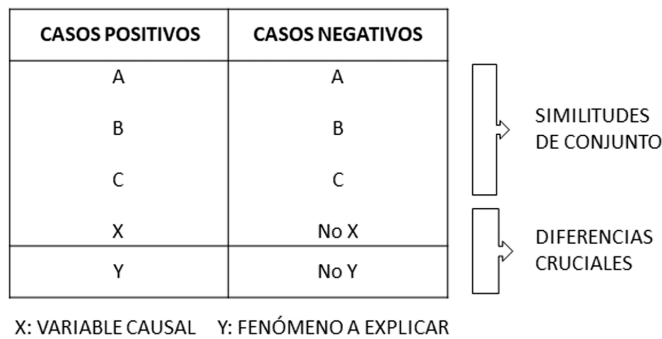 CASOS POSITIVOS CASOS NEGATIVOS
A A
B B
C C
X No X
Y No Y
SIMILITUDES
DE CONJUNTO
DIFERENCIAS
CRUCIALES
X: VARIABLE CAUSAL Y: FENÓMENO A EXPLICAR